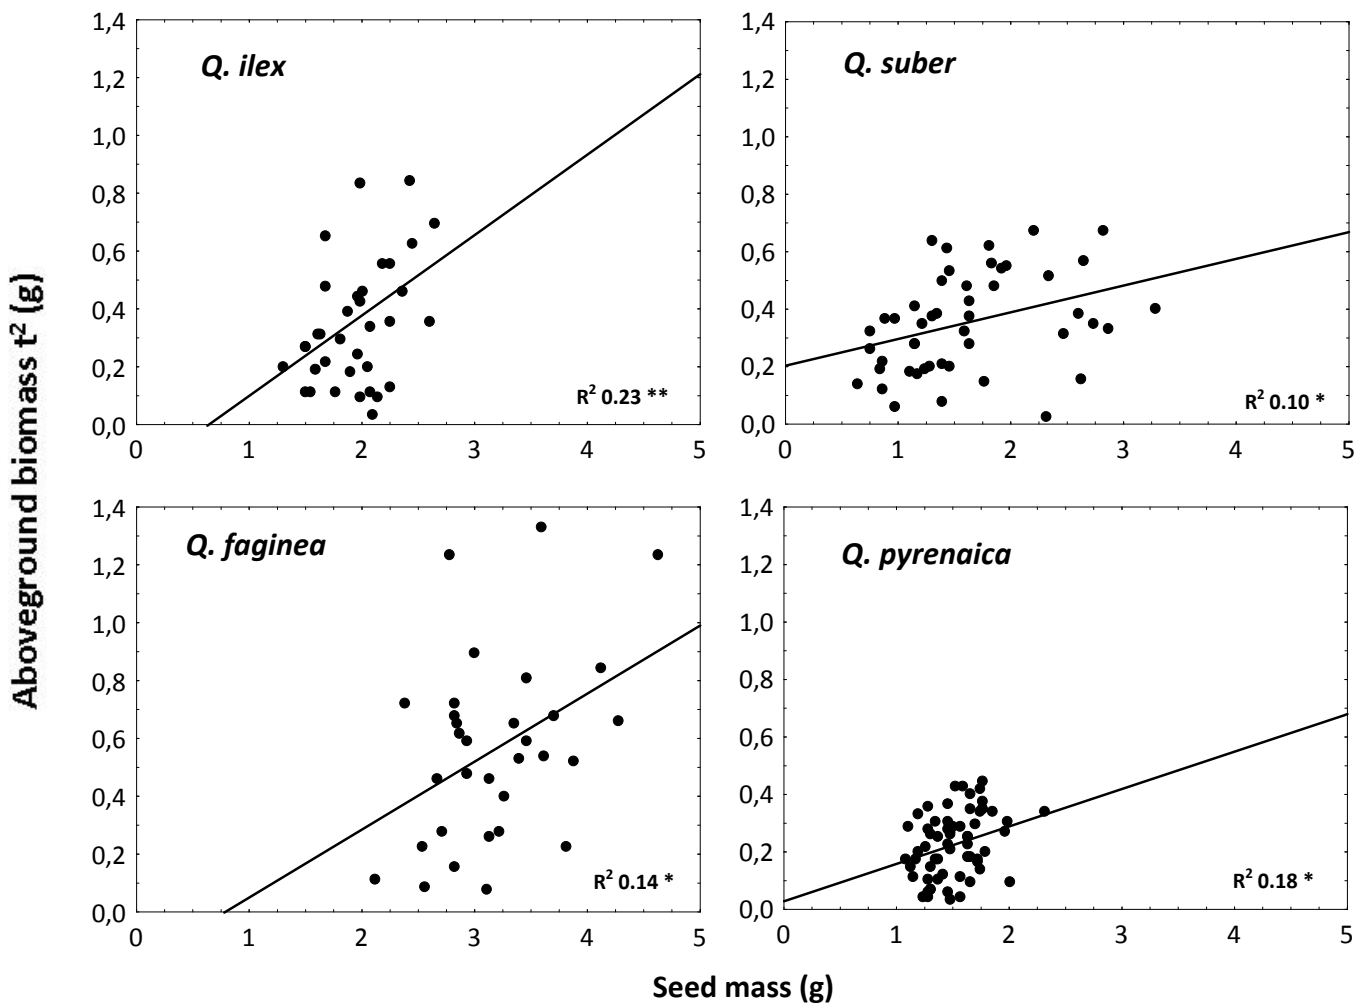 Aboveground biomass t² (g)
Q. ilex
1,4
1,2
1,0
0,8
0,6
0,4
0,2
0,0
R² 0.23 **
0 1 2 3 4 5
Q. suber
1,4
1,2
1,0
0,8
0,6
0,4
0,2
0,0
R² 0.10 *
0 1 2 3 4 5
Q. faginea
1,4
1,2
1,0
0,8
0,6
0,4
0,2
0,0
R² 0.14 *
0 1 2 3 4 5
Q. pyrenaica
1,4
1,2
1,0
0,8
0,6
0,4
0,2
0,0
R² 0.18 *
0 1 2 3 4 5
Seed mass (g)